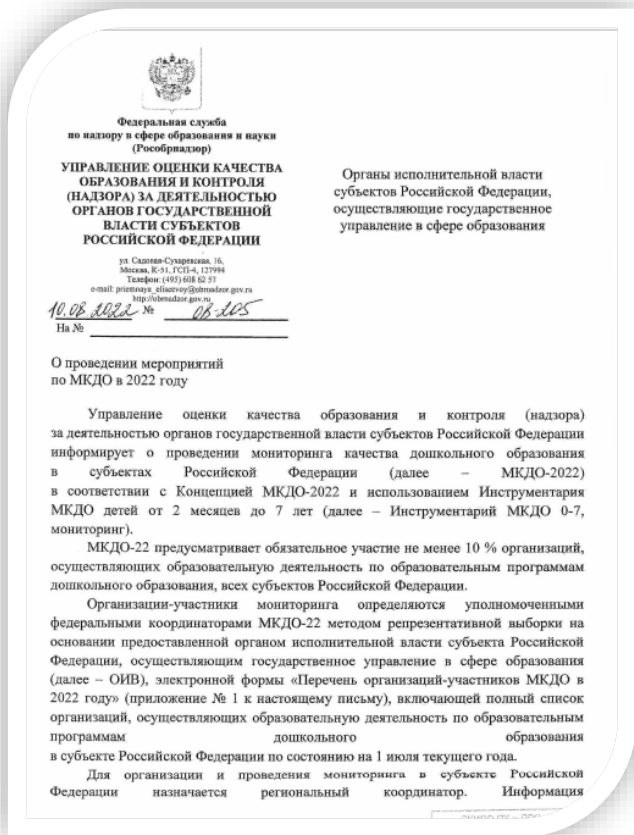 Федеральная служба
по надзору в сфере образования и науки
(Рособрнадзор)
УПРАВЛЕНИЕ ОЦЕНКИ КАЧЕСТВА
ОБРАЗОВАНИЯ И КОНТРОЛЯ
(НАДЗОРА) ЗА ДЕЯТЕЛЬНОСТЬЮ
ОРГАНОВ ГОСУДАРСТВЕННОЙ
ВЛАСТИ СУБЪЕКТОВ
РОССИЙСКОЙ ФЕДЕРАЦИИ
ул. Садовая-Сухаревская, 16,
Москва, К-51, ГСП-4, 127994
Телефон: (495) 608 62 57
e-mail: priemnaya_eliseevoy@obrnadzor.gov.ru
http://obrnadzor.gov.ru
10.08.2022 № 08-205
На №
Органы исполнительной власти
субъектов Российской Федерации,
осуществляющие государственное
управление в сфере образования
О проведении мероприятий
по МКДО в 2022 году
Управление оценки качества образования и контроля (надзора)
за деятельностью органов государственной власти субъектов Российской Федерации
информирует о проведении мониторинга качества дошкольного образования
в субъектах Российской Федерации (далее – МКДО-2022)
в соответствии с Концепцией МКДО-2022 и использованием Инструментария
МКДО детей от 2 месяцев до 7 лет (далее – Инструментарий МКДО 0-7,
мониторинг).
МКДО-22 предусматривает обязательное участие не менее 10 % организаций,
осуществляющих образовательную деятельность по образовательным программам
дошкольного образования, всех субъектов Российской Федерации.
Организации-участники мониторинга определяются уполномоченными
федеральными координаторами МКДО-22 методом репрезентативной выборки на
основании предоставленной органом исполнительной власти субъекта Российской
Федерации, осуществляющим государственное управление в сфере образования
(далее – ОИВ), электронной формы «Перечень организаций-участников МКДО в
2022 году» (приложение № 1 к настоящему письму), включающей полный список
организаций, осуществляющих образовательную деятельность по образовательным
программам дошкольного образования
в субъекте Российской Федерации по состоянию на 1 июля текущего года.
Для организации и проведения мониторинга в субъекте Российской
Федерации назначается региональный координатор. Информация